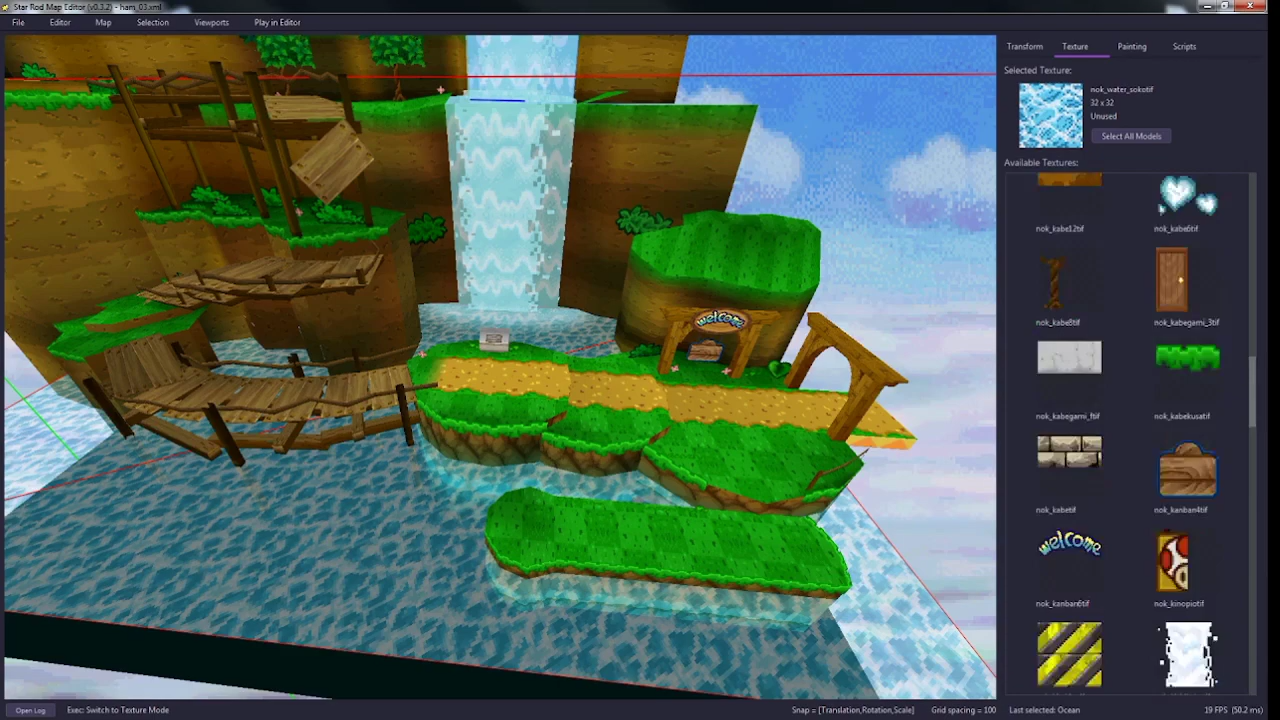 Star Rod Map Editor (v0.3.2) - ham_03.xml
File Editor Map Selection Viewports Play in Editor
Transform Texture Painting Scripts
Selected Texture:
nok_water_sokotif
32 x 32
Unused
Select All Models
Available Textures:
nok_kabe12tif nok_kabe6tif
nok_kabe8tif nok_kabegami_3tif
nok_kabegami_ftif nok_kabekusatif
nok_kabetif nok_kanban4tif
welcome
nok_kanban6tif nok_kinopiotif
welcome
Open Log Exec: Switch to Texture Mode Snap = [Translation,Rotation,Scale] Grid spacing = 100 Last selected: Ocean 19 FPS (50.2 ms)